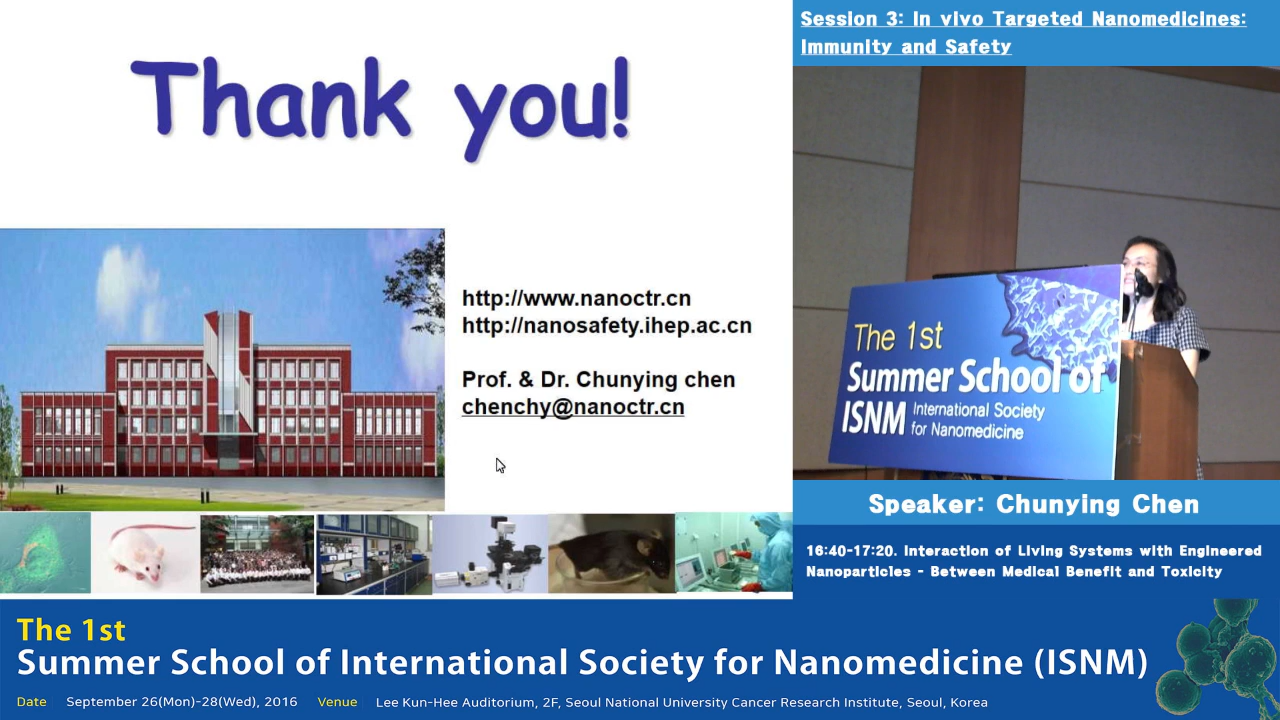 Thank you!
http://www.nanoctr.cn
http://nanosafety.ihep.ac.cn
Prof. & Dr. Chunying chen
chenchy@nanoctr.cn
Session 3: In vivo Targeted Nanomedicines:
Immunity and Safety
The 1st
Summer School of
ISNM International Society
for Nanomedicine
Speaker: Chunying Chen
16:40-17:20. Interaction of Living Systems with Engineered
Nanoparticles - Between Medical Benefit and Toxicity
The 1st
Summer School of International Society for Nanomedicine (ISNM)
Date September 26(Mon)-28(Wed), 2016 Venue Lee Kun-Hee Auditorium, 2F, Seoul National University Cancer Research Institute, Seoul, Korea